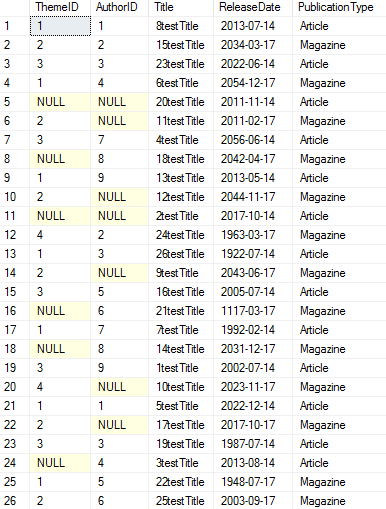 ThemeID AuthorID Title ReleaseDate PublicationType
1 1 1 8testTitle 2013-07-14 Article
2 2 2 15testTitle 2034-03-17 Magazine
3 3 3 23testTitle 2022-06-14 Article
4 1 4 6testTitle 2054-12-17 Magazine
5 NULL NULL 20testTitle 2011-11-14 Article
6 2 NULL 11testTitle 2011-02-17 Magazine
7 3 7 4testTitle 2056-06-14 Article
8 NULL 8 18testTitle 2042-04-17 Magazine
9 1 9 13testTitle 2013-05-14 Article
10 2 NULL 12testTitle 2044-11-17 Magazine
11 NULL NULL 2testTitle 2017-10-14 Article
12 4 2 24testTitle 1963-03-17 Magazine
13 1 3 26testTitle 1922-07-14 Article
14 2 NULL 9testTitle 2043-06-17 Magazine
15 3 5 16testTitle 2005-07-14 Article
16 NULL 6 21testTitle 1117-03-17 Magazine
17 1 7 7testTitle 1992-02-14 Article
18 NULL 8 14testTitle 2031-12-17 Magazine
19 3 9 1testTitle 2002-07-14 Article
20 4 NULL 10testTitle 2023-11-17 Magazine
21 1 1 5testTitle 2022-12-14 Article
22 2 NULL 17testTitle 2017-10-17 Magazine
23 3 3 19testTitle 1987-07-14 Article
24 NULL 4 3testTitle 2013-08-14 Article
25 1 5 22testTitle 1948-07-17 Magazine
26 2 6 25testTitle 2003-09-17 Magazine